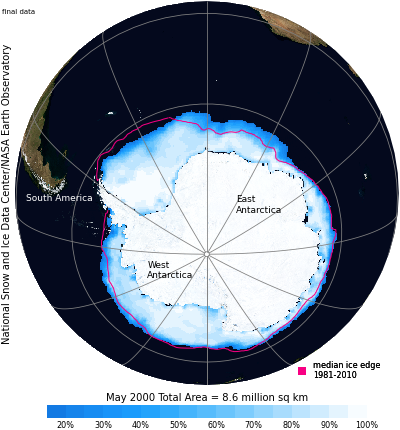 final data
National Snow and Ice Data Center/NASA Earth Observatory
South America
East
Antarctica
West
Antarctica
median ice edge
1981-2010
May 2000 Total Area = 8.6 million sq km
20% 30% 40% 50% 60% 70% 80% 90% 100%